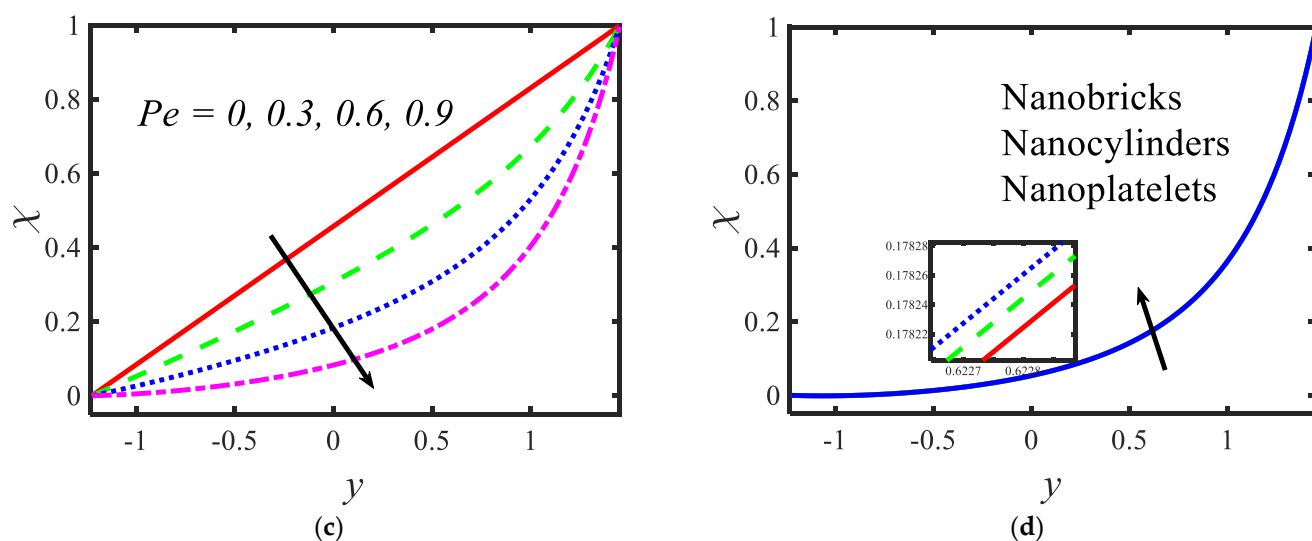 1
0.8
0.6
0.4
0.2
0
χ
Pe = 0, 0.3, 0.6, 0.9
-1
-0.5
0
0.5
1
y
(c)
1
0.8
0.6
0.4
0.2
0
χ
Nanobricks
Nanocylinders
Nanoplatelets
0.17828
0.17826
0.17824
0.17822
0.6227
0.6228
-1
-0.5
0
0.5
1
y
(d)